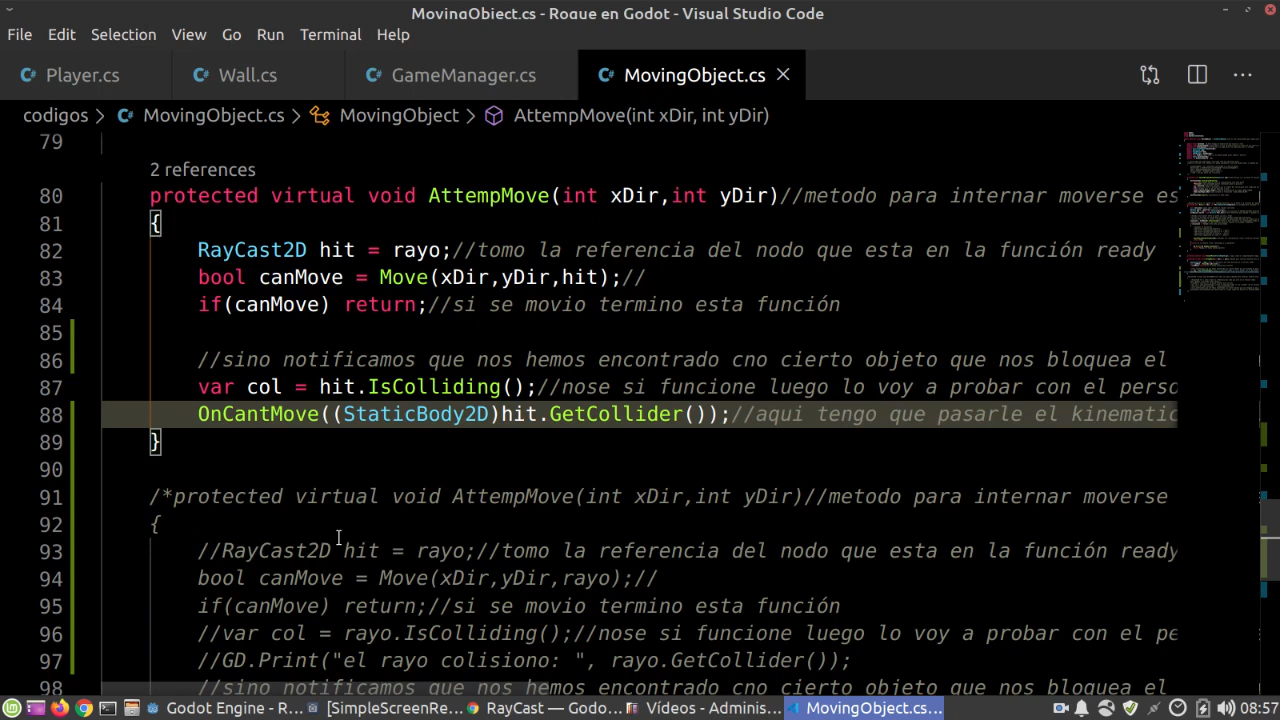 MovingObject.cs - Rogue en Godot - Visual Studio Code
File Edit Selection View Go Run Terminal Help
Player.cs Wall.cs GameManager.cs MovingObject.cs
codigos > MovingObject.cs > MovingObject > AttempMove(int xDir, int yDir)
79
2 references
80 protected virtual void AttempMove(int xDir,int yDir)//metodo para internar moverse es
81 {
82 RayCast2D hit = rayo;//tomo la referencia del nodo que esta en la función ready
83 bool canMove = Move(xDir,yDir,hit);//
84 if(canMove) return;//si se movio termino esta función
85
86 //sino notificamos que nos hemos encontrado cno cierto objeto que nos bloquea el
87 var col = hit.IsColliding();//nose si funcione luego lo voy a probar con el perso
88 OnCantMove((StaticBody2D)hit.GetCollider());//aqui tengo que pasarle el kinematic
89 }
90
91 /*protected virtual void AttempMove(int xDir,int yDir)//metodo para internar moverse
92 {
93 //RayCast2D hit = rayo;//tomo la referencia del nodo que esta en la función ready
94 bool canMove = Move(xDir,yDir,rayo);//
95 if(canMove) return;//si se movio termino esta función
96 //var col = rayo.IsColliding();//nose si funcione luego lo voy a probar con el pe
97 //GD.Print("el rayo colisiono: ", rayo.GetCollider());
98 //sino notificamos que nos hemos encontrado cno cierto objeto que nos bloquea el
Godot Engine - R... [SimpleScreenRe... RayCast — Godo... Vídeos - Adminis... MovingObject.cs... 08:57